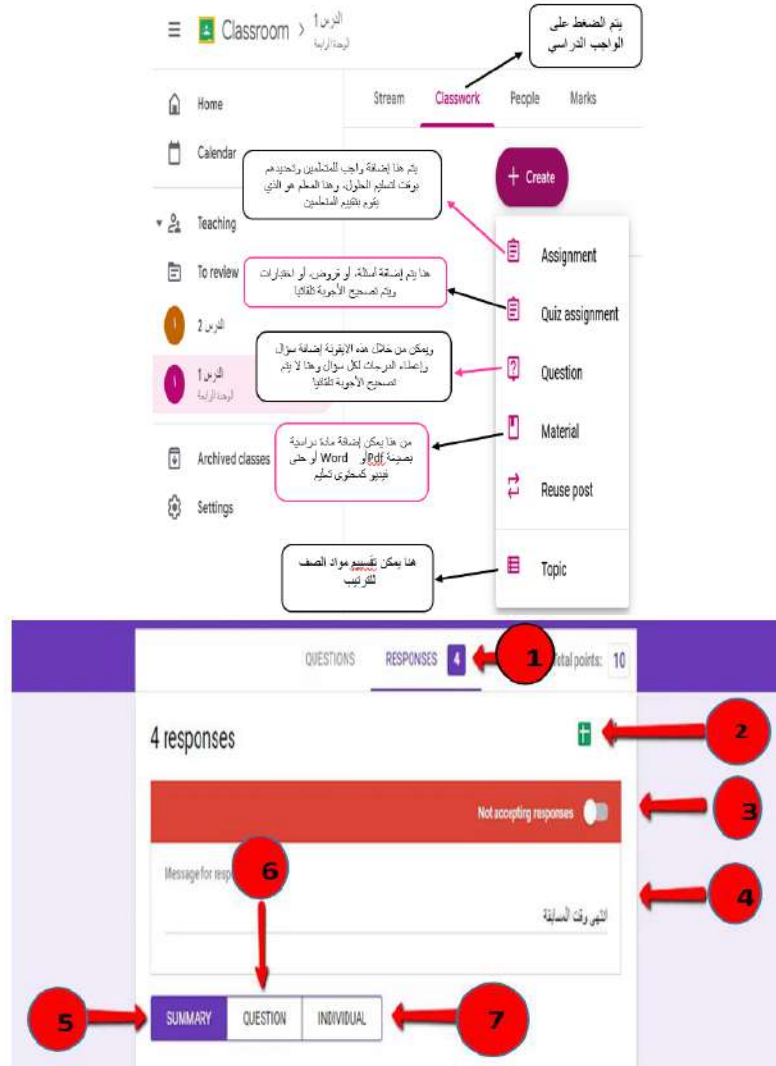 Classroom > الدرس 1
الوحدة الرابعة
يتم الضغط على
الواجب الدراسي
Home
Calendar
Teaching
To review
الدرس 2
الدرس 1
الوحدة الرابعة
Archived classes
Settings
Stream Classwork People Marks
+ Create
يتم هنا إضافة واجب للمتعلمين وتحديدهم
بوقت لتسليم الحلول، وهنا المعلم هو الذي
يقوم بتقييم المتعلمين
Assignment
هنا يتم إضافة أسئلة، أو فروض، أو اختبارات
ويتم تصحيح الأجوبة تلقائيا
Quiz assignment
ويمكن من خلال هذه الايقونة إضافة سؤال
وإعطاء الدرجات لكل سؤال وهنا لا يتم
تصحيح الأجوبة تلقائيا
Question
من هنا يمكن إضافة مادة دراسية
بصيغة Pdf أو Word أو حتى
فيديو كمحتوى تعليم
Material
Reuse post
هنا يمكن تقسيم مواد الصف
للترتيب
Topic
QUESTIONS RESPONSES 4 1 Total points: 10
4 responses 2
Not accepting responses 3
Message for resp 6
4
انتهى وقت المسابقة
5 SUMMARY QUESTION INDIVIDUAL 7